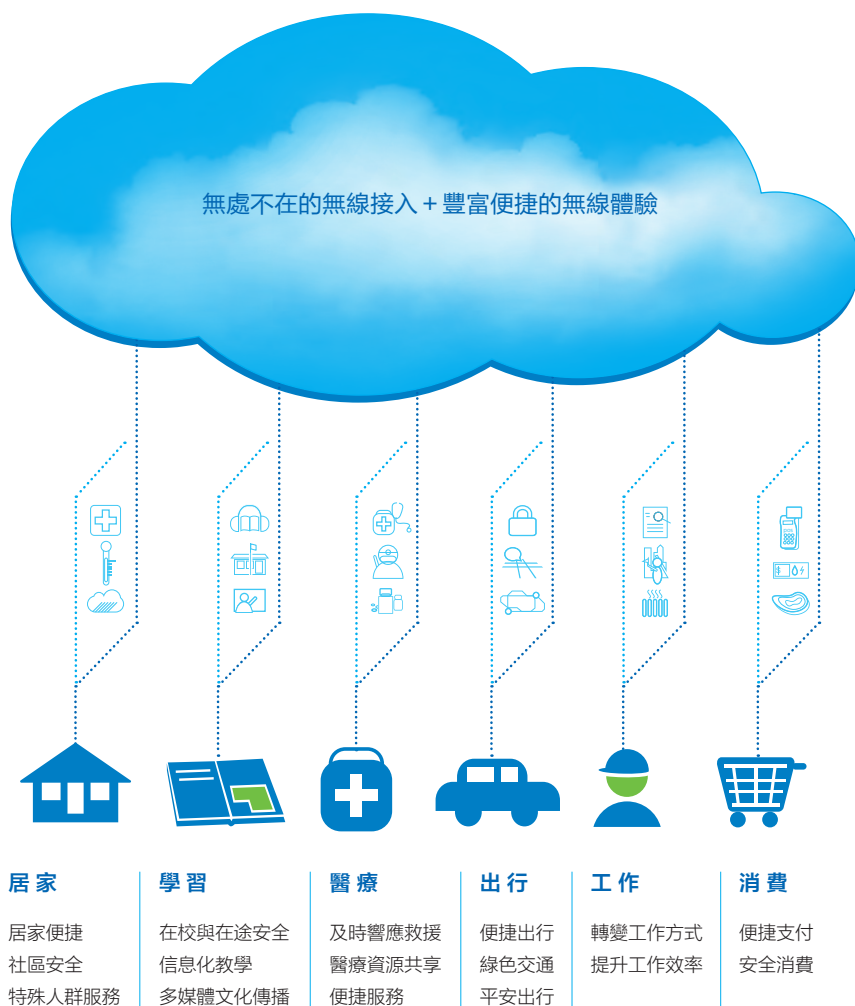 無處不在的無線接入 + 豐富便捷的無線體驗
居家
居家便捷
社區安全
特殊人群服務
學習
在校與在途安全
信息化教學
多媒體文化傳播
醫療
及時響應救援
醫療資源共享
便捷服務
出行
便捷出行
綠色交通
平安出行
工作
轉變工作方式
提升工作效率
消費
便捷支付
安全消費